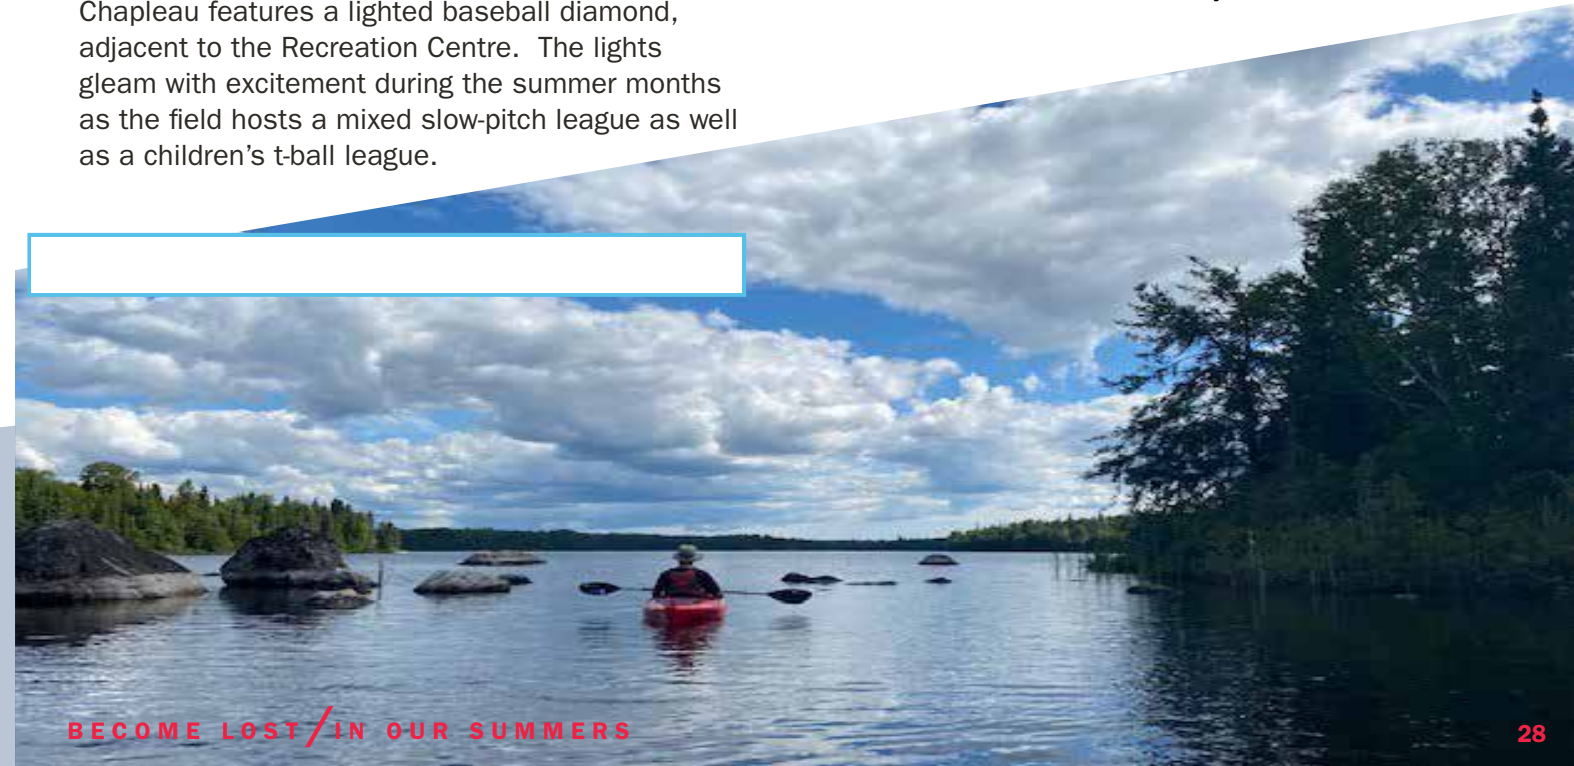 Chapleau features a lighted baseball diamond,
adjacent to the Recreation Centre.  The lights
gleam with excitement during the summer months
as the field hosts a mixed slow-pitch league as well
as a children’s t-ball league.
BECOME LOST/IN OUR SUMMERS
28